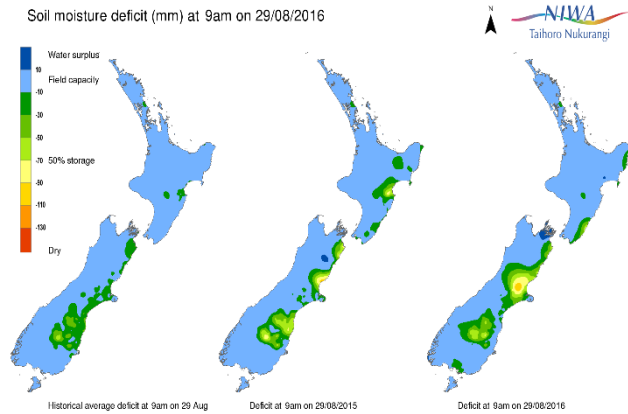 Soil moisture deficit (mm) at 9am on 29/08/2016
N
NIWA
Taihoro Nukurangi
Water surplus
10
Field capacity
-10
-30
-50
50% storage
-70
-90
-110
-130
Dry
Historical average deficit at 9am on 29 Aug
Deficit at 9am on 29/08/2015
Deficit at 9am on 29/08/2016